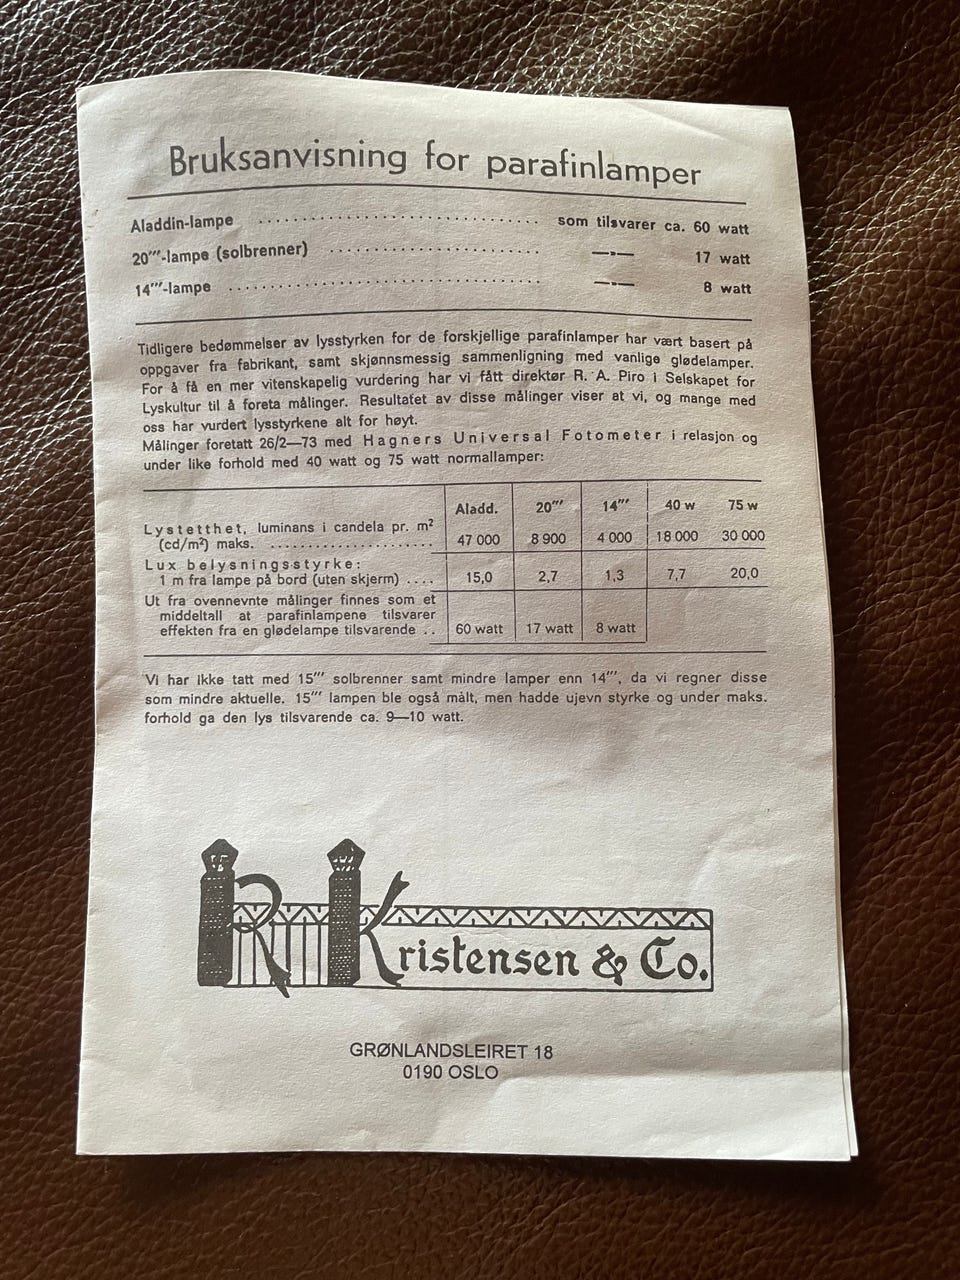 Bruksanvisning for parafinlamper
Aladdin-lampe .................................... som tilsvarer ca. 60 watt
20‴-lampe (solbrenner) ........................... —„— 17 watt
14‴-lampe ........................................ —„— 8 watt
Tidligere bedømmelser av lysstyrken for de forskjellige parafinlamper har vært basert på
oppgaver fra fabrikant, samt skjønnsmessig sammenligning med vanlige glødelamper.
For å få en mer vitenskapelig vurdering har vi fått direktør R. A. Piro i Selskapet for
Lyskultur til å foreta målinger. Resultatet av disse målinger viser at vi, og mange med
oss har vurdert lysstyrkene alt for høyt.
Målinger foretatt 26/2—73 med Hagners Universal Fotometer i relasjon og
under like forhold med 40 watt og 75 watt normallamper:
Aladd. 20‴ 14‴ 40 w 75 w
Lystetthet, luminans i candela pr. m²
(cd/m²) maks. ........................ 47 000 8 900 4 000 18 000 30 000
Lux belysningsstyrke:
1 m fra lampe på bord (uten skjerm) .... 15,0 2,7 1,3 7,7 20,0
Ut fra ovennevnte målinger finnes som et
middeltall at parafinlampene tilsvarer
effekten fra en glødelampe tilsvarende .. 60 watt 17 watt 8 watt
Vi har ikke tatt med 15‴ solbrenner samt mindre lamper enn 14‴, da vi regner disse
som mindre aktuelle. 15‴ lampen ble også målt, men hadde ujevn styrke og under maks.
forhold ga den lys tilsvarende ca. 9—10 watt.
R Kristensen & Co.
GRØNLANDSLEIRET 18
0190 OSLO